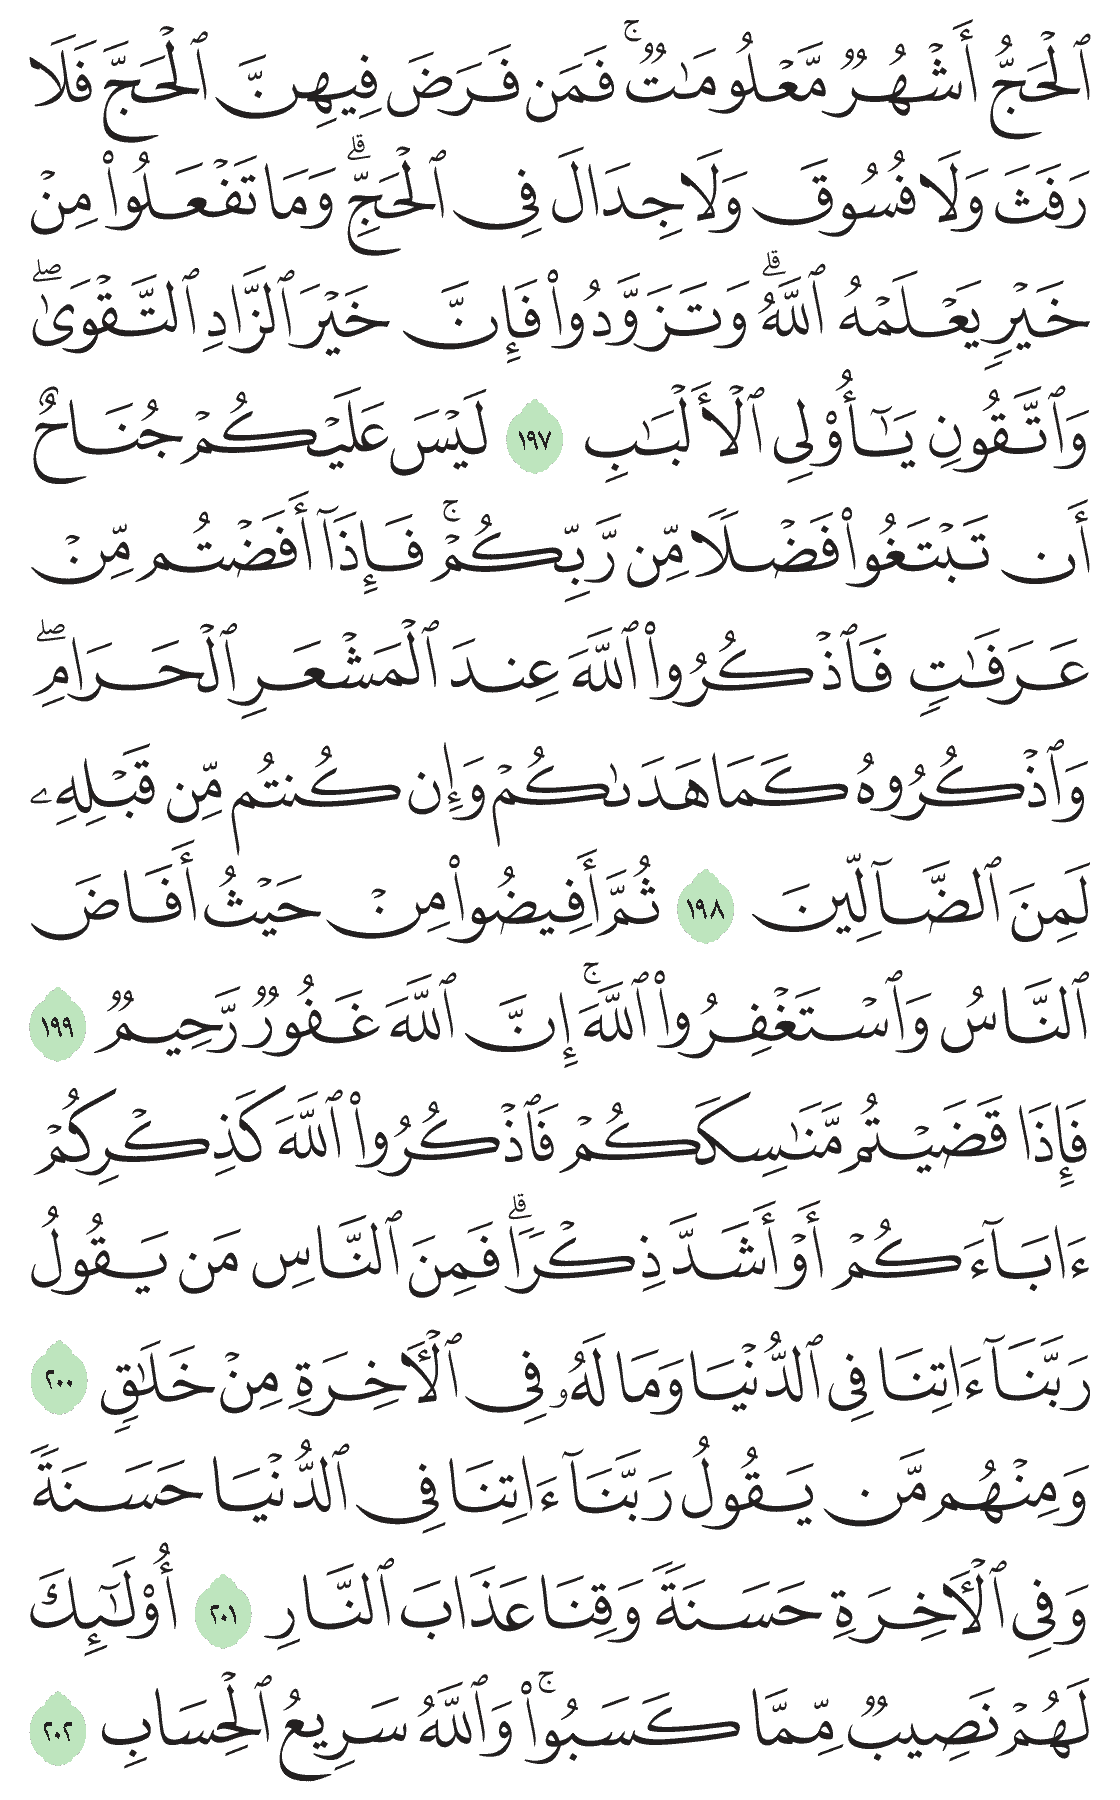 ٱلْحَجُّ أَشْهُرٌ مَّعْلُومَٰتٌ ۚ فَمَن فَرَضَ فِيهِنَّ ٱلْحَجَّ فَلَا
رَفَثَ وَلَا فُسُوقَ وَلَا جِدَالَ فِى ٱلْحَجِّ ۗ وَمَا تَفْعَلُوا۟ مِنْ
خَيْرٍ يَعْلَمْهُ ٱللَّهُ ۗ وَتَزَوَّدُوا۟ فَإِنَّ خَيْرَ ٱلزَّادِ ٱلتَّقْوَىٰ ۖ
وَٱتَّقُونِ يَٰٓأُو۟لِى ٱلْأَلْبَٰبِ ١٩٧ لَيْسَ عَلَيْكُمْ جُنَاحٌ
أَن تَبْتَغُوا۟ فَضْلًا مِّن رَّبِّكُمْ ۚ فَإِذَآ أَفَضْتُم مِّنْ
عَرَفَٰتٍ فَٱذْكُرُوا۟ ٱللَّهَ عِندَ ٱلْمَشْعَرِ ٱلْحَرَامِ ۖ
وَٱذْكُرُوهُ كَمَا هَدَىٰكُمْ وَإِن كُنتُم مِّن قَبْلِهِۦ
لَمِنَ ٱلضَّآلِّينَ ١٩٨ ثُمَّ أَفِيضُوا۟ مِنْ حَيْثُ أَفَاضَ
ٱلنَّاسُ وَٱسْتَغْفِرُوا۟ ٱللَّهَ ۚ إِنَّ ٱللَّهَ غَفُورٌ رَّحِيمٌ ١٩٩
فَإِذَا قَضَيْتُم مَّنَٰسِكَكُمْ فَٱذْكُرُوا۟ ٱللَّهَ كَذِكْرِكُمْ
ءَابَآءَكُمْ أَوْ أَشَدَّ ذِكْرًا ۗ فَمِنَ ٱلنَّاسِ مَن يَقُولُ
رَبَّنَآ ءَاتِنَا فِى ٱلدُّنْيَا وَمَا لَهُۥ فِى ٱلْءَاخِرَةِ مِنْ خَلَٰقٍ ٢٠٠
وَمِنْهُم مَّن يَقُولُ رَبَّنَآ ءَاتِنَا فِى ٱلدُّنْيَا حَسَنَةً
وَفِى ٱلْءَاخِرَةِ حَسَنَةً وَقِنَا عَذَابَ ٱلنَّارِ ٢٠١ أُو۟لَٰٓئِكَ
لَهُمْ نَصِيبٌ مِّمَّا كَسَبُوا۟ ۚ وَٱللَّهُ سَرِيعُ ٱلْحِسَابِ ٢٠٢